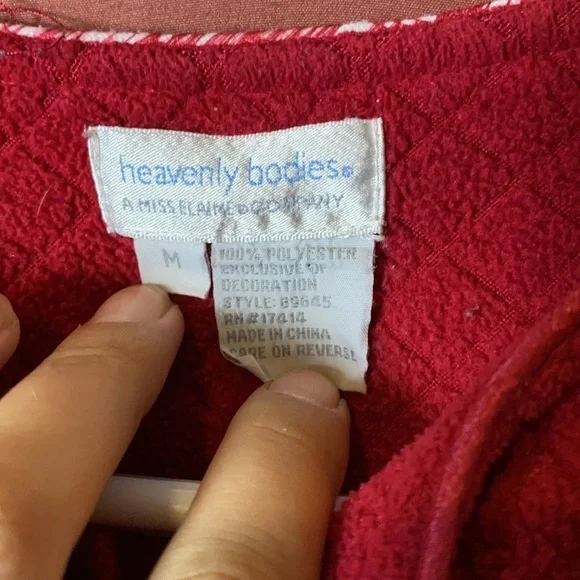 heavenly bodies®
A MISS ELAINE COMPANY
M
100% POLYESTER
EXCLUSIVE OF
DECORATION
STYLE: 89645
RN #17414
MADE IN CHINA
CARE ON REVERSE